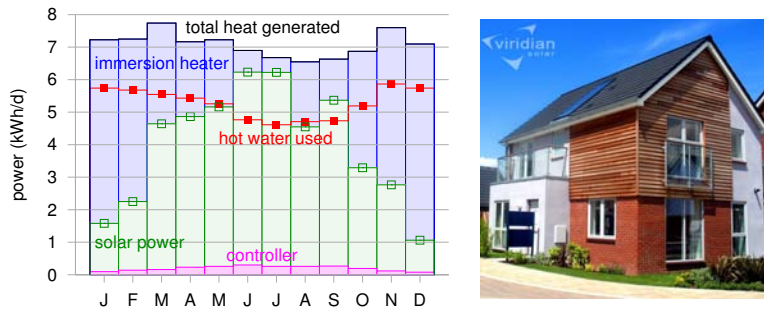 8
7
6
5
4
3
2
1
0
power (kWh/d)
total heat generated
immersion heater
hot water used
solar power
controller
J F M A M J J A S O N D
viridian
solar